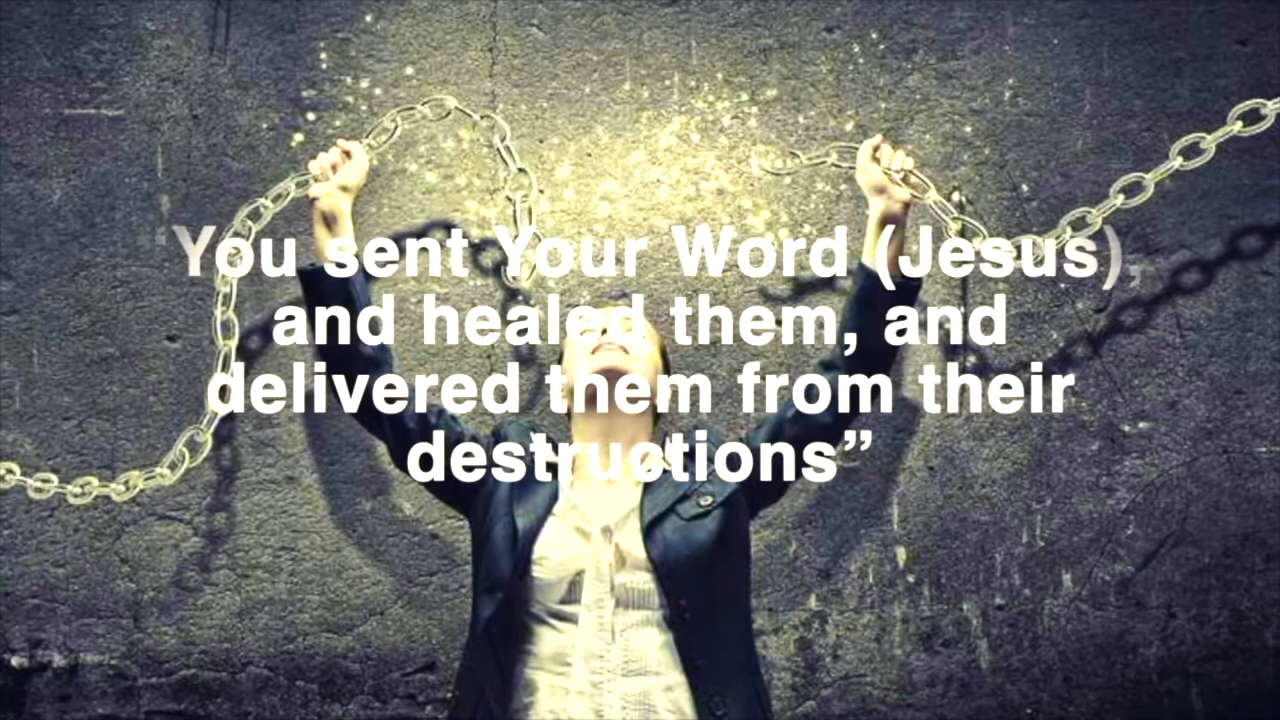 “You sent Your Word (Jesus),
and healed them, and
delivered them from their
destructions”